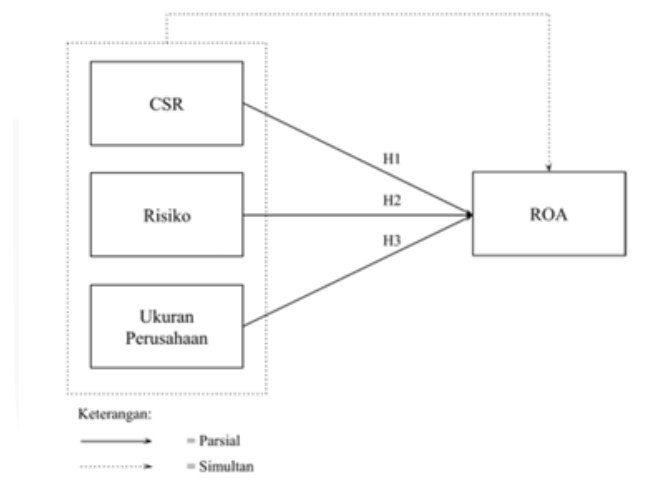 CSR
H1
Risiko
H2
ROA
H3
Ukuran
Perusahaan
Keterangan:
= Parsial
= Simultan